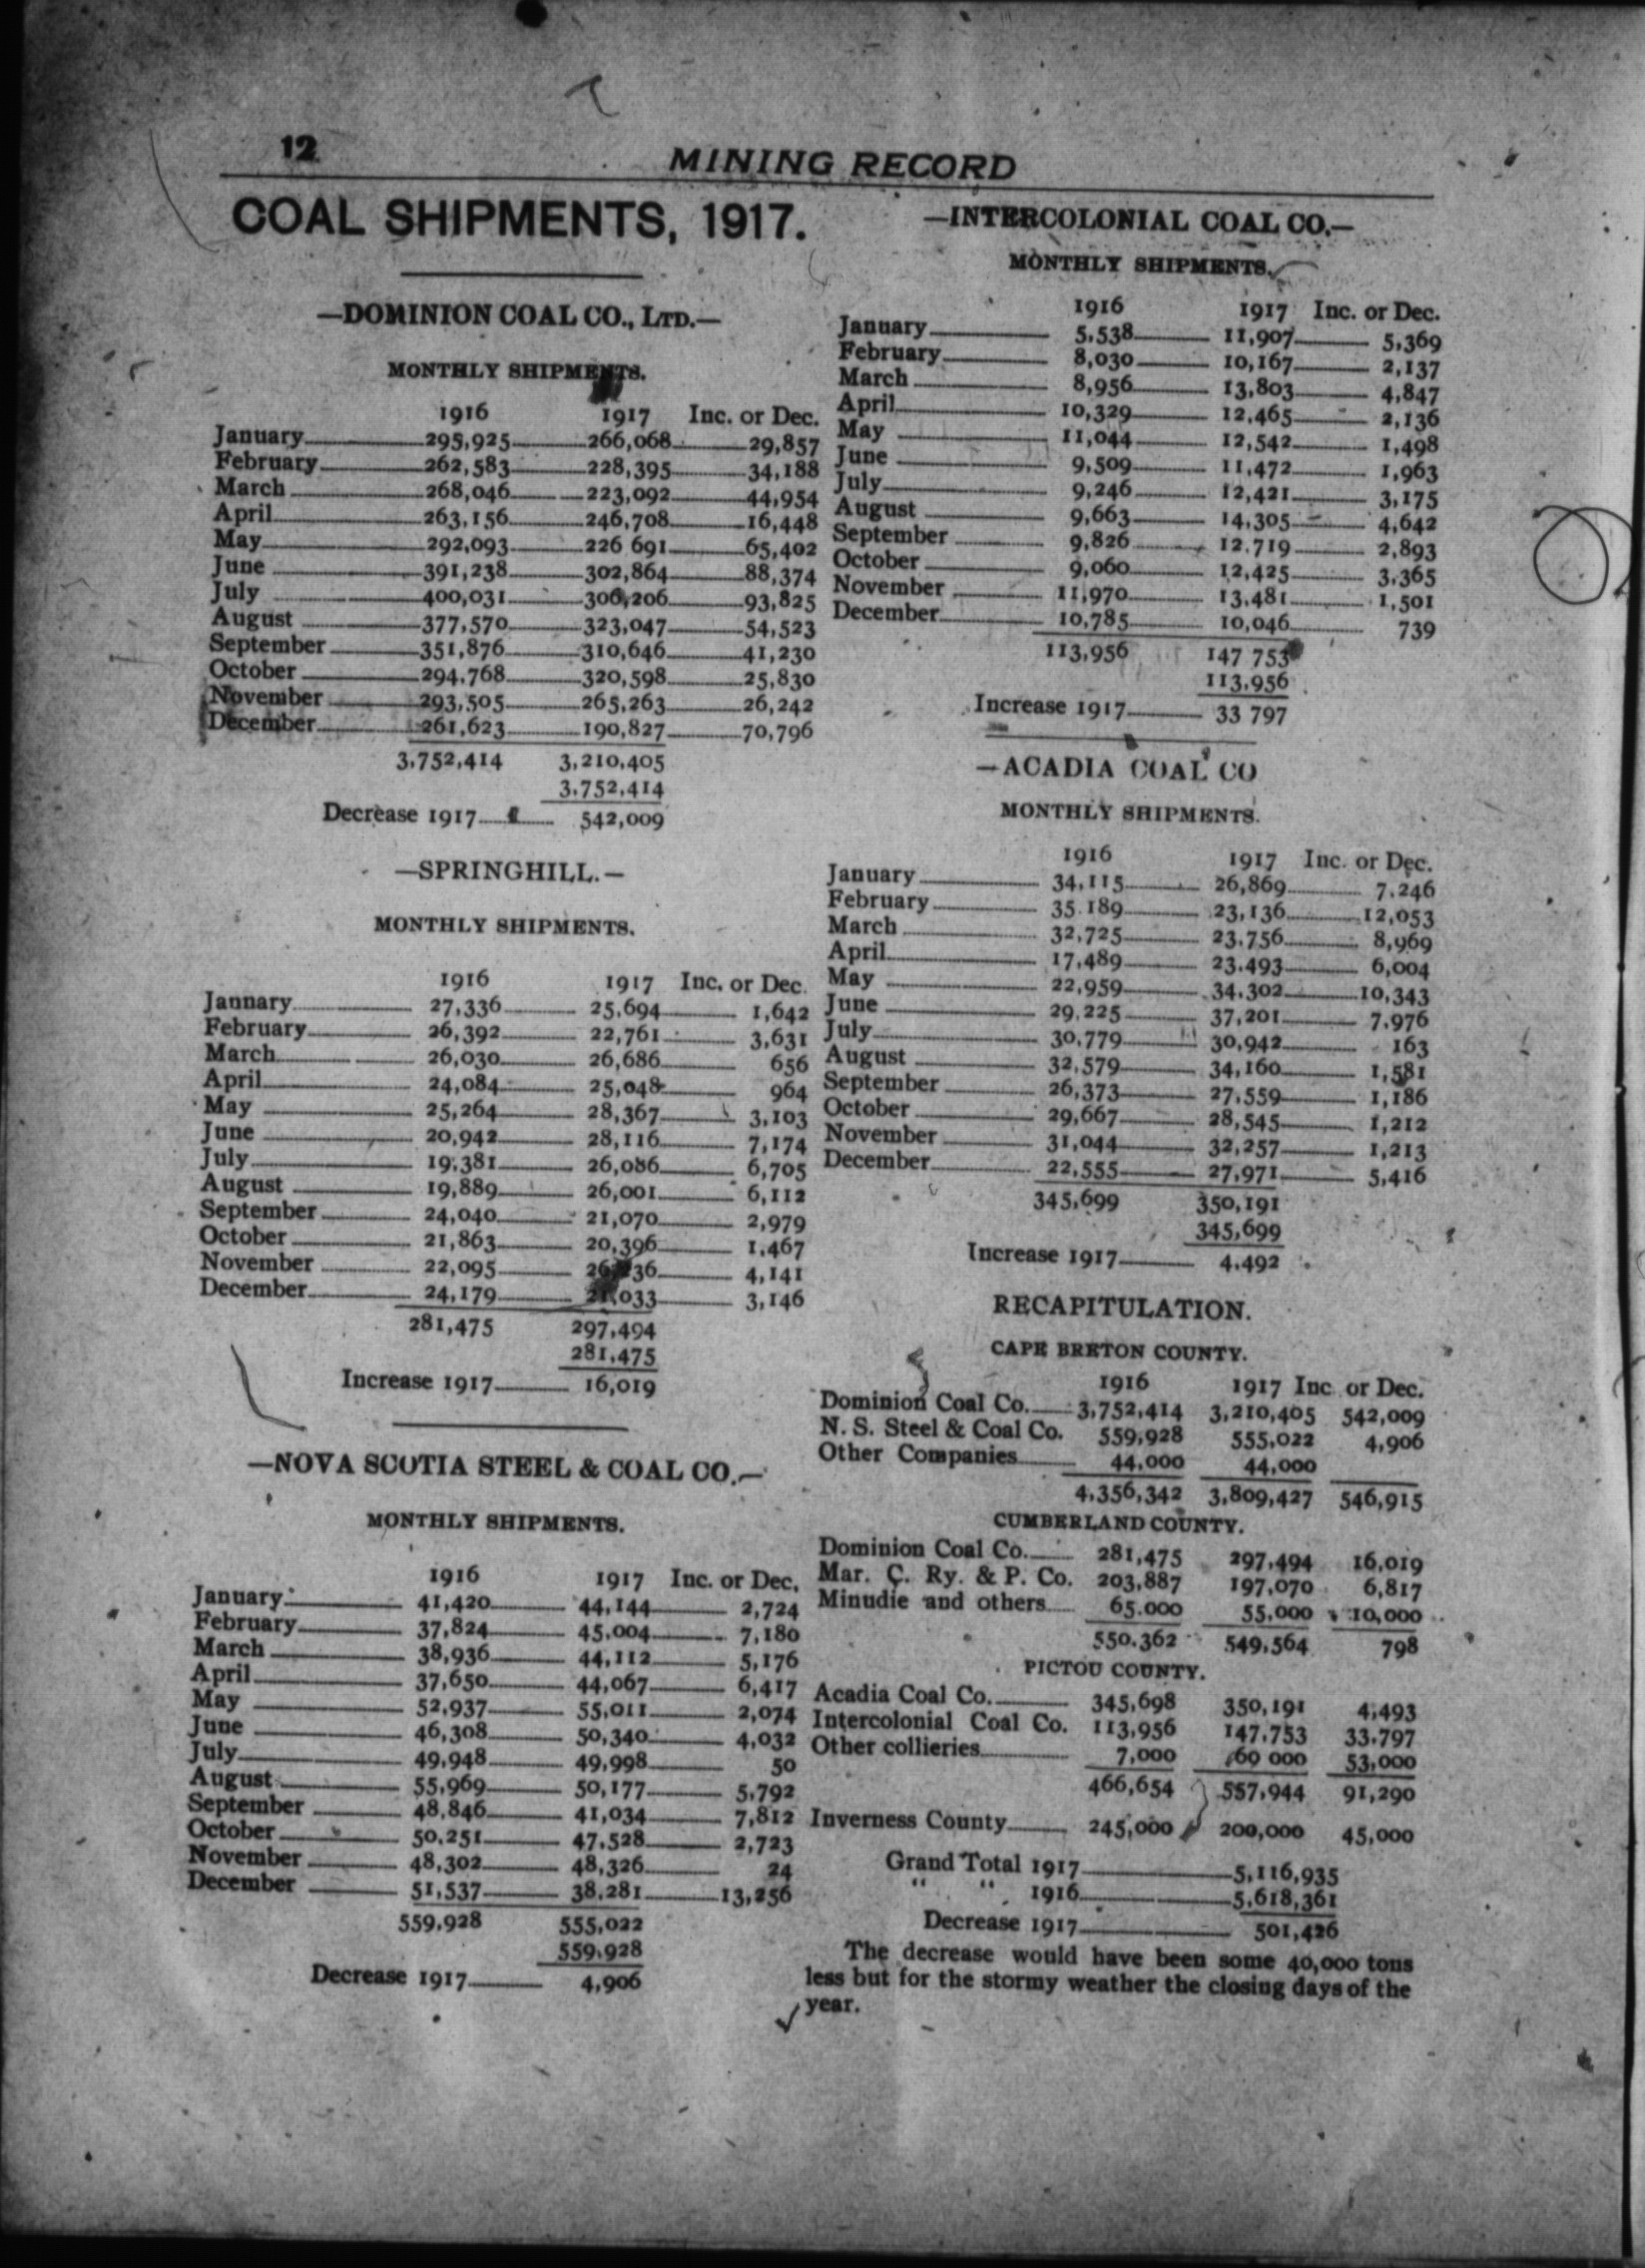 12
MINING RECORD
COAL SHIPMENTS, 1917.
—DOMINION COAL CO., LTD.—
MONTHLY SHIPMENTS.
1916 1917 Inc. or Dec.
January 295,925 266,068 29,857
February 262,583 228,395 34,188
March 268,046 223,092 44,954
April 263,156 246,708 16,448
May 292,093 226 691 65,402
June 391,238 302,864 88,374
July 400,031 306,206 93,825
August 377,570 323,047 54,523
September 351,876 310,646 41,230
October 294,768 320,598 25,830
November 293,505 265,263 26,242
December 261,623 190,827 70,796
3,752,414 3,210,405
3,752,414
Decrease 1917 542,009
—SPRINGHILL.—
MONTHLY SHIPMENTS.
1916 1917 Inc. or Dec.
Jannary 27,336 25,694 1,642
February 26,392 22,761 3,631
March 26,030 26,686 656
April 24,084 25,048 964
May 25,264 28,367 3,103
June 20,942 28,116 7,174
July 19,381 26,086 6,705
August 19,889 26,001 6,112
September 24,040 21,070 2,979
October 21,863 20,396 1,467
November 22,095 4,141
December 24,179 3,146
281,475 297,494
281,475
Increase 1917 16,019
—NOVA SCOTIA STEEL & COAL CO.—
MONTHLY SHIPMENTS.
1916 1917 Inc. or Dec.
January 41,420 44,144 2,724
February 37,824 45,004 7,180
March 38,936 44,112 5,176
April 37,650 44,067 6,417
May 52,937 55,011 2,074
June 46,308 50,340 4,032
July 49,948 49,998 50
August 55,969 50,177 5,792
September 48,846 41,034 7,812
October 50,251 47,528 2,723
November 48,302 48,326 24
December 51,537 38,281 13,256
559,928 555,022
559,928
Decrease 1917 4,906
—INTERCOLONIAL COAL CO.—
MONTHLY SHIPMENTS.
1916 1917 Inc. or Dec.
January 5,538 11,907 5,369
February 8,030 10,167 2,137
March 8,956 13,803 4,847
April 10,329 12,465 2,136
May 11,044 12,542 1,498
June 9,509 11,472 1,963
July 9,246 12,421 3,175
August 9,663 14,305 4,642
September 9,826 12,719 2,893
October 9,060 12,425 3,365
November 11,970 13,481 1,501
December 10,785 10,046 739
113,956 147 753
113,956
Increase 1917 33 797
—ACADIA COAL CO
MONTHLY SHIPMENTS.
1916 1917 Inc. or Dec.
January 34,115 26,869 7,246
February 35 189 23,136 12,053
March 32,725 23,756 8,969
April 17,489 23,493 6,004
May 22,959 34,302 10,343
June 29,225 37,201 7,976
July 30,779 30,942 163
August 32,579 34,160 1,581
September 26,373 27,559 1,186
October 29,667 28,545 1,212
November 31,044 32,257 1,213
December 22,555 27,971 5,416
345,699 350,191
345,699
Increase 1917 4,492
RECAPITULATION.
CAPE BRETON COUNTY.
1916 1917 Inc or Dec.
Dominion Coal Co. 3,752,414 3,210,405 542,009
N. S. Steel & Coal Co. 559,928 555,022 4,906
Other Companies 44,000 44,000
4,356,342 3,809,427 546,915
CUMBERLAND COUNTY.
Dominion Coal Co. 281,475 297,494 16,019
Mar. C. Ry. & P. Co. 203,887 197,070 6,817
Minudie and others 65.000 55,000 10,000
550,362 549,564 798
PICTOU COUNTY.
Acadia Coal Co. 345,698 350,191 4,493
Intercolonial Coal Co. 113,956 147,753 33,797
Other collieries 7,000 60 000 53,000
466,654 557,944 91,290
Inverness County 245,000 200,000 45,000
Grand Total 1917 5,116,935
" " 1916 5,618,361
Decrease 1917 501,426
The decrease would have been some 40,000 tons
less but for the stormy weather the closing days of the
year.